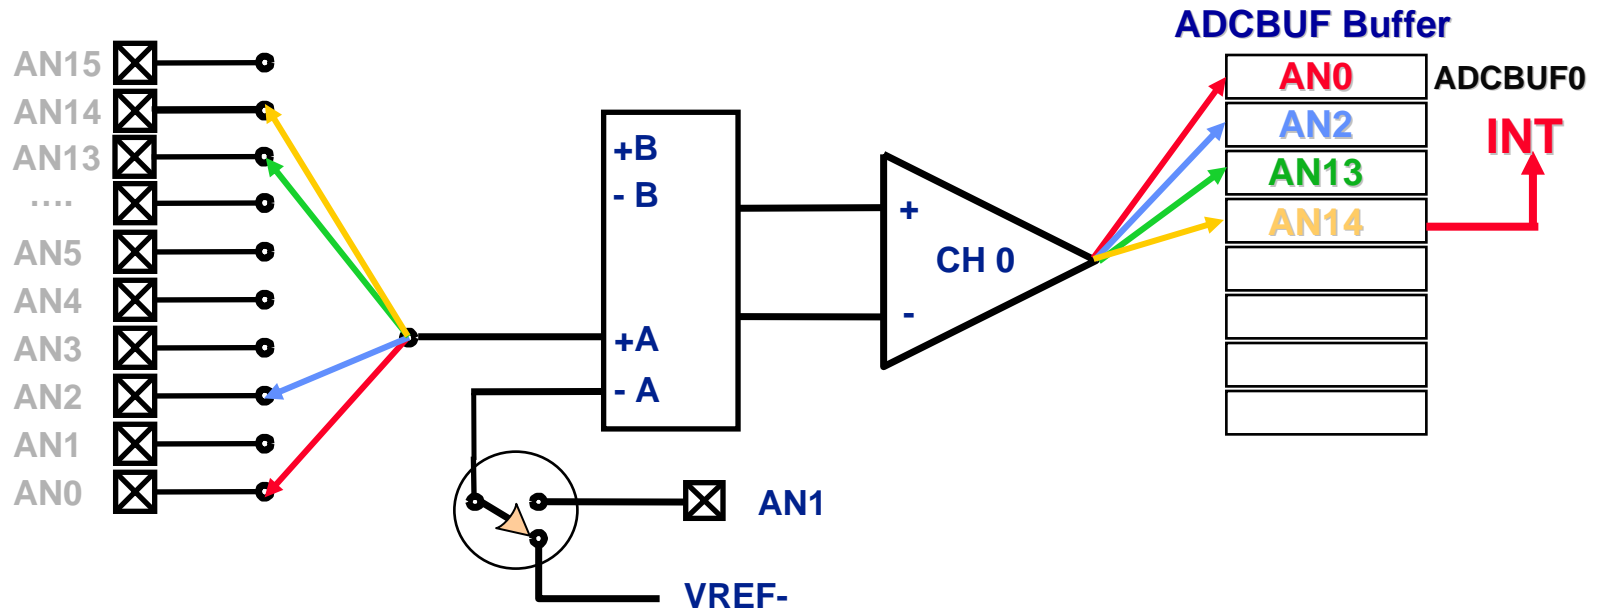 ADCBUF Buffer
AN15
AN14
AN13
....
AN5
AN4
AN3
AN2
AN1
AN0
+B
- B
+A
- A
+
CH 0
-
AN1
VREF-
AN0
ADCBUF0
AN2
INT
AN13
AN14